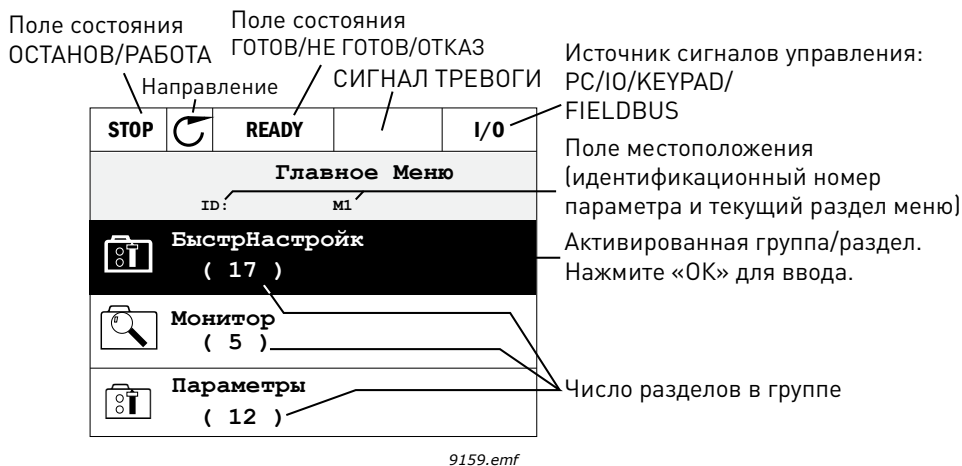 Поле состояния
ОСТАНОВ/РАБОТА
Поле состояния
ГОТОВ/НЕ ГОТОВ/ОТКАЗ
СИГНАЛ ТРЕВОГИ
Направление
Источник сигналов управления:
PC/IO/KEYPAD/
FIELDBUS
STOP
READY
I/O
Поле местоположения
(идентификационный номер
параметра и текущий раздел меню)
Главное Меню
ID: M1
БыстрНастройк
( 17 )
Активированная группа/раздел.
Нажмите «OK» для ввода.
Монитор
( 5 )
Параметры
( 12 )
Число разделов в группе
9159.emf